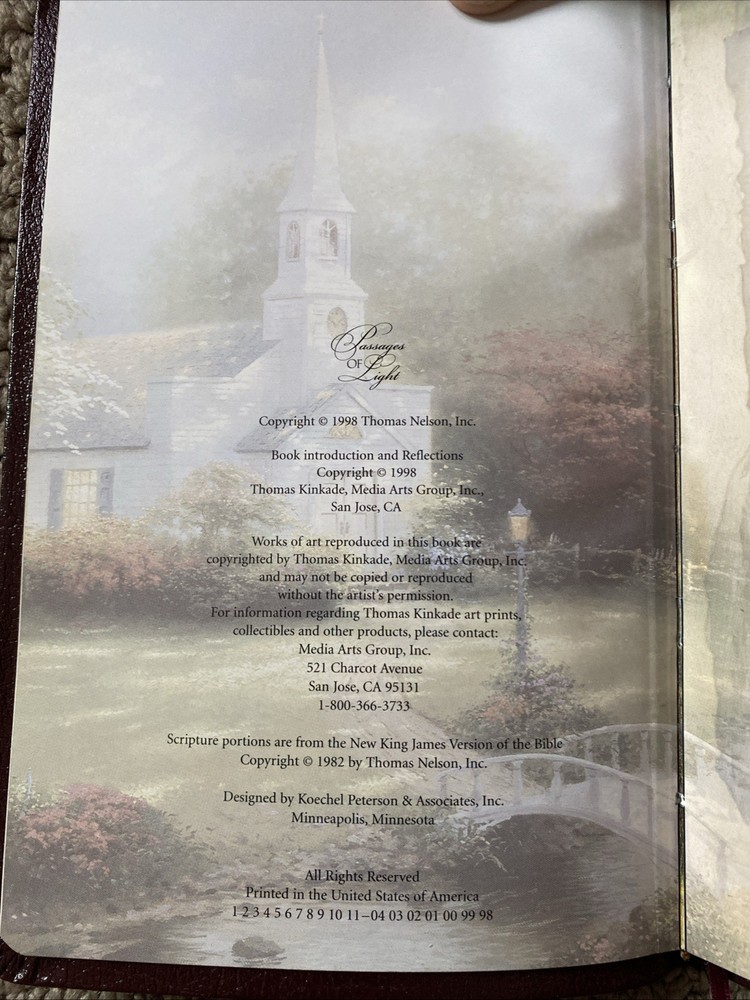 Passages
OF
Light
Copyright © 1998 Thomas Nelson, Inc.
Book introduction and Reflections
Copyright © 1998
Thomas Kinkade, Media Arts Group, Inc.,
San Jose, CA
Works of art reproduced in this book are
copyrighted by Thomas Kinkade, Media Arts Group, Inc.
and may not be copied or reproduced
without the artist's permission.
For information regarding Thomas Kinkade art prints,
collectibles and other products, please contact:
Media Arts Group, Inc.
521 Charcot Avenue
San Jose, CA 95131
1-800-366-3733
Scripture portions are from the New King James Version of the Bible
Copyright © 1982 by Thomas Nelson, Inc.
Designed by Koechel Peterson & Associates, Inc.
Minneapolis, Minnesota
All Rights Reserved
Printed in the United States of America
1 2 3 4 5 6 7 8 9 10 11–04 03 02 01 00 99 98